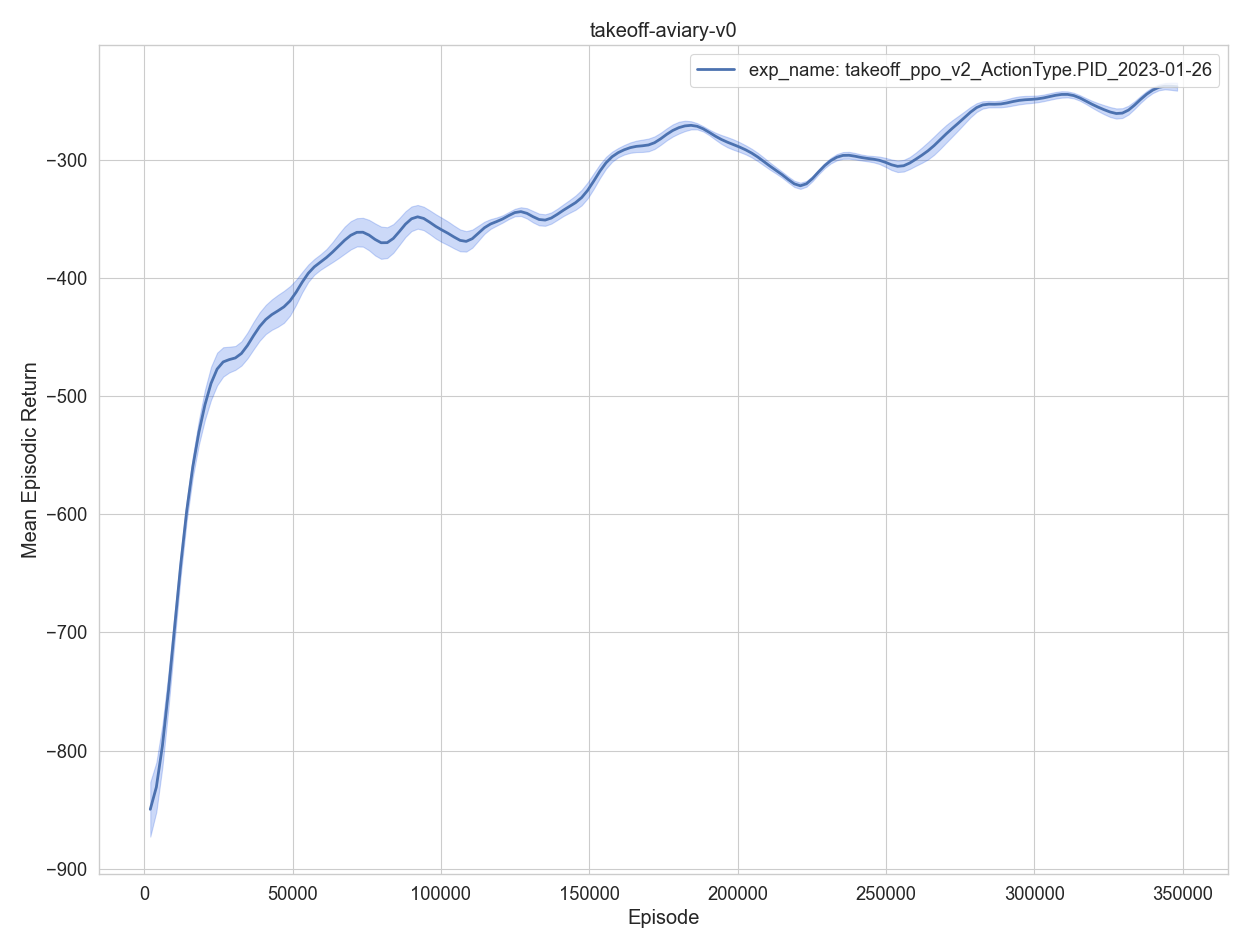 takeoff-aviary-v0
exp_name: takeoff_ppo_v2_ActionType.PID_2023-01-26
Mean Episodic Return
−300
−400
−500
−600
−700
−800
−900
0 50000 100000 150000 200000 250000 300000 350000
Episode